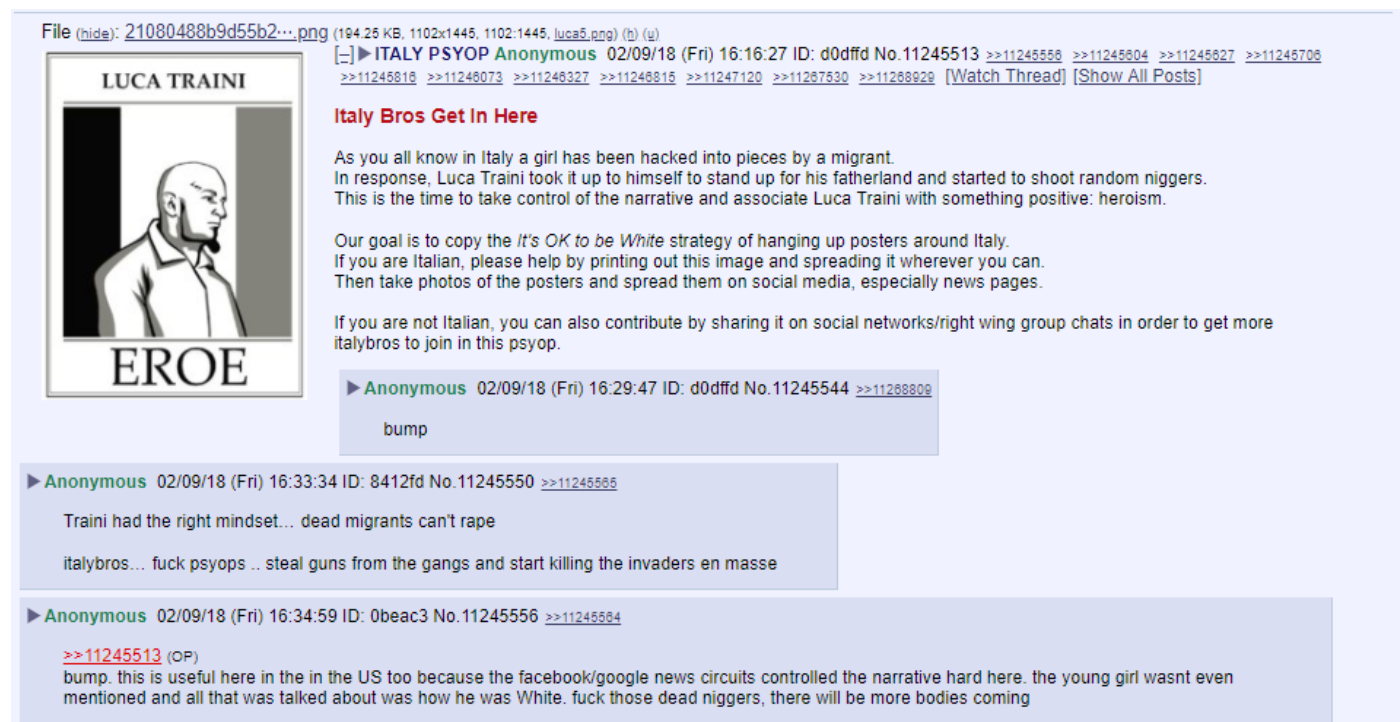 File (hide): 21080488b9d55b2⋯.png (194.25 KB, 1102x1445, 1102:1445, luca5.png) (h) (u)
LUCA TRAINI
EROE
[–] ▶ ITALY PSYOP Anonymous 02/09/18 (Fri) 16:16:27 ID: d0dffd No.11245513 >>11245556 >>11245604 >>11245627 >>11245706
>>11245816 >>11246073 >>11246327 >>11246815 >>11247120 >>11267530 >>11268929 [Watch Thread] [Show All Posts]
Italy Bros Get In Here
As you all know in Italy a girl has been hacked into pieces by a migrant.
In response, Luca Traini took it up to himself to stand up for his fatherland and started to shoot random niggers.
This is the time to take control of the narrative and associate Luca Traini with something positive: heroism.
Our goal is to copy the It's OK to be White strategy of hanging up posters around Italy.
If you are Italian, please help by printing out this image and spreading it wherever you can.
Then take photos of the posters and spread them on social media, especially news pages.
If you are not Italian, you can also contribute by sharing it on social networks/right wing group chats in order to get more
italybros to join in this psyop.
▶ Anonymous 02/09/18 (Fri) 16:29:47 ID: d0dffd No.11245544 >>11268809
bump
▶ Anonymous 02/09/18 (Fri) 16:33:34 ID: 8412fd No.11245550 >>11245565
Traini had the right mindset... dead migrants can't rape
italybros... fuck psyops .. steal guns from the gangs and start killing the invaders en masse
▶ Anonymous 02/09/18 (Fri) 16:34:59 ID: 0beac3 No.11245556 >>11245564
>>11245513 (OP)
bump. this is useful here in the in the US too because the facebook/google news circuits controlled the narrative hard here. the young girl wasnt even
mentioned and all that was talked about was how he was White. fuck those dead niggers, there will be more bodies coming